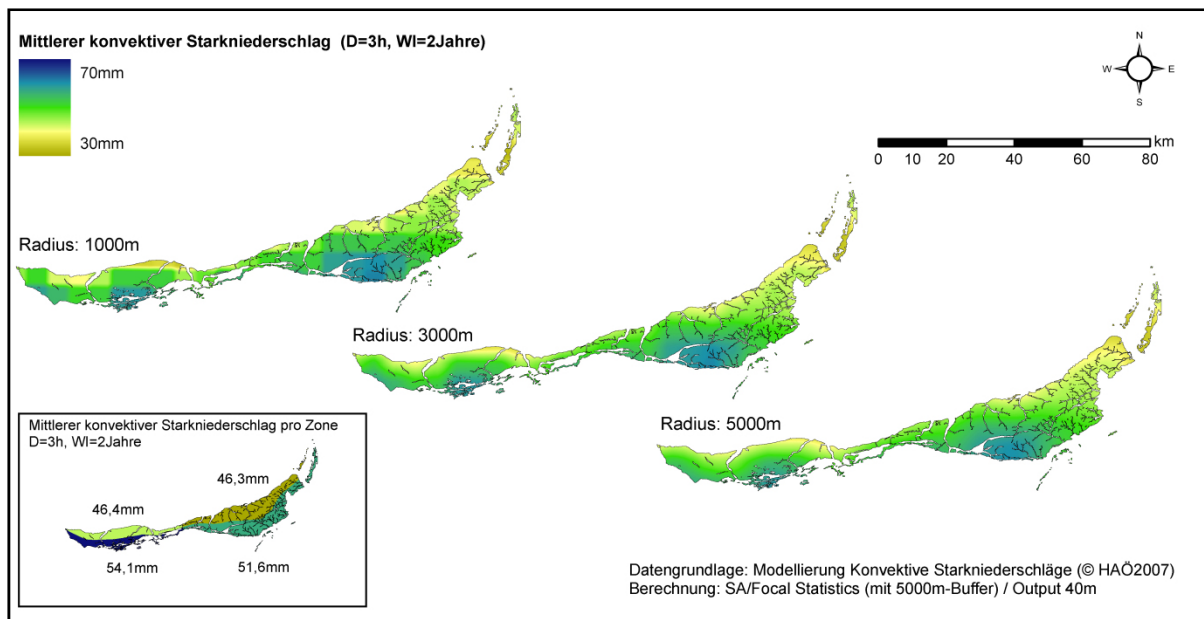 Mittlerer konvektiver Starkniederschlag (D=3h, WI=2Jahre)
70mm
30mm
N
W
E
S
km
0 10 20 40 60 80
Radius: 1000m
Radius: 3000m
Radius: 5000m
Mittlerer konvektiver Starkniederschlag pro Zone
D=3h, WI=2Jahre
46,3mm
46,4mm
54,1mm
51,6mm
Datengrundlage: Modellierung Konvektive Starkniederschläge (© HAÖ2007)
Berechnung: SA/Focal Statistics (mit 5000m-Buffer) / Output 40m